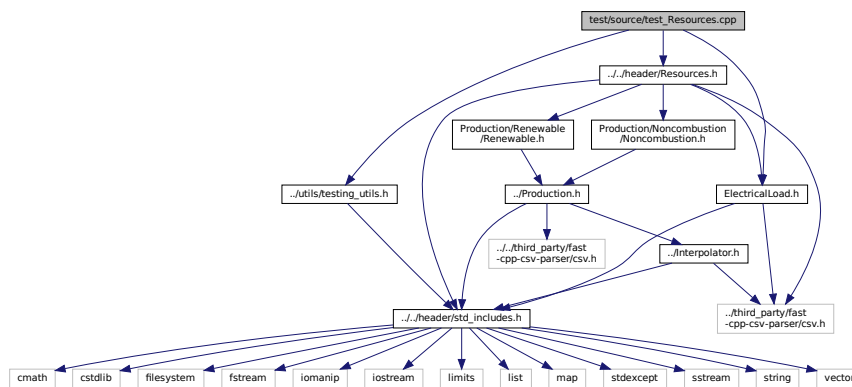 test/source/test_Resources.cpp
../../header/Resources.h
Production/Renewable
/Renewable.h
Production/Noncombustion
/Noncombustion.h
../utils/testing_utils.h
../Production.h
ElectricalLoad.h
../../third_party/fast
-cpp-csv-parser/csv.h
../Interpolator.h
../third_party/fast
-cpp-csv-parser/csv.h
../../header/std_includes.h
cmath
cstdlib
filesystem
fstream
iomanip
iostream
limits
list
map
stdexcept
sstream
string
vector